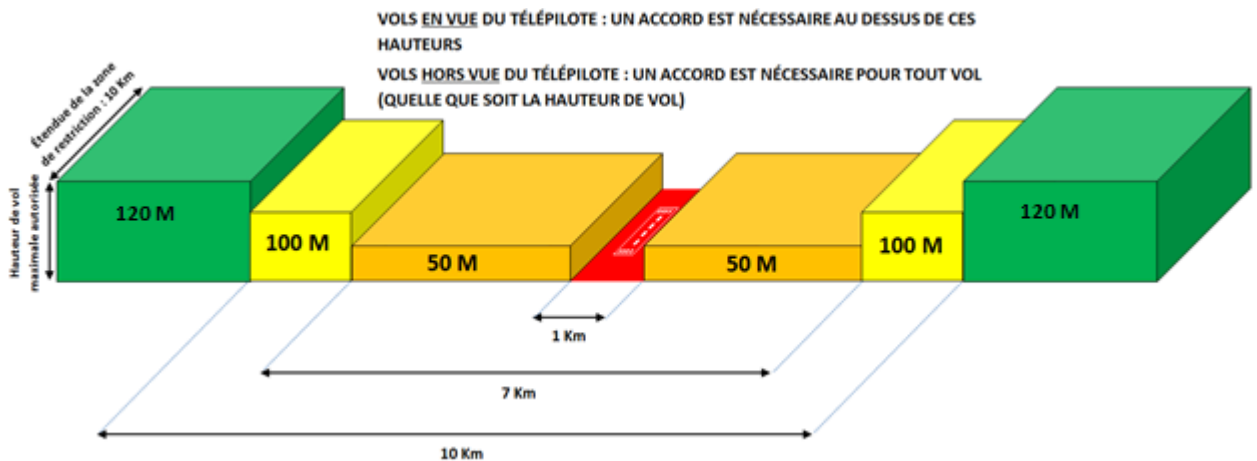 VOLS EN VUE DU TÉLÉPILOTE : UN ACCORD EST NÉCESSAIRE AU DESSUS DE CES
HAUTEURS
VOLS HORS VUE DU TÉLÉPILOTE : UN ACCORD EST NÉCESSAIRE POUR TOUT VOL
(QUELLE QUE SOIT LA HAUTEUR DE VOL)
Étendue de la zone
de restriction : 10 Km
Hauteur de vol
maximale autorisée
120 M
100 M
50 M
50 M
100 M
120 M
1 Km
7 Km
10 Km